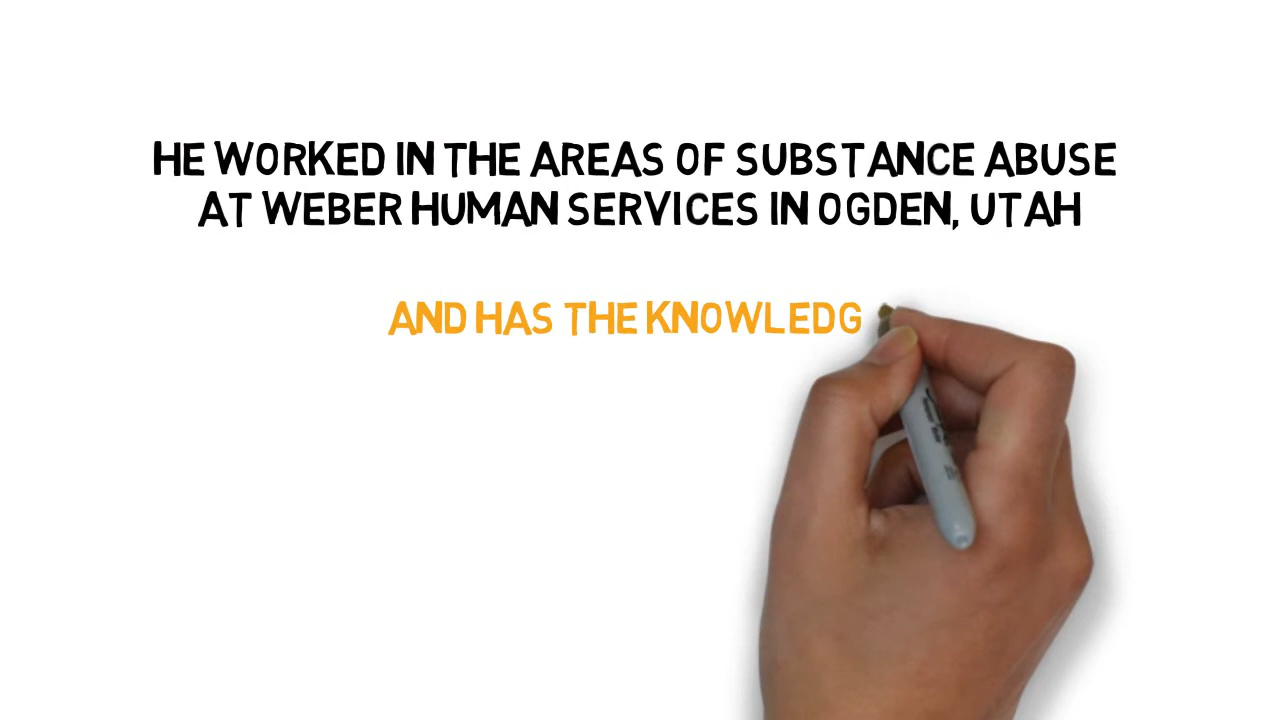 HE WORKED IN THE AREAS OF SUBSTANCE ABUSE
AT WEBER HUMAN SERVICES IN OGDEN, UTAH
AND HAS THE KNOWLEDG